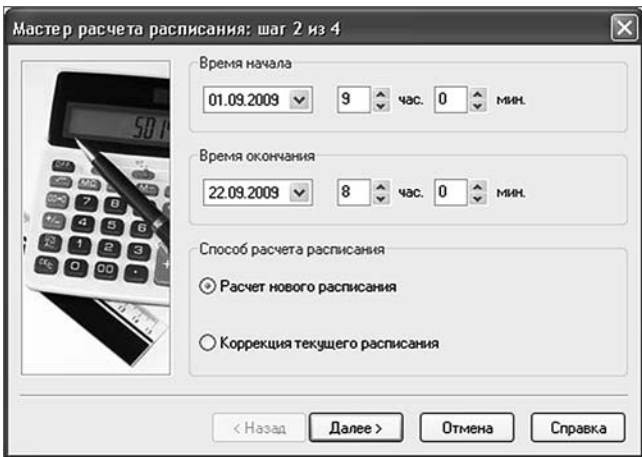 Мастер расчета расписания: шаг 2 из 4
Время начала
01.09.2009 9 час. 0 мин.
Время окончания
22.09.2009 8 час. 0 мин.
Способ расчета расписания
Расчет нового расписания
Коррекция текущего расписания
< Назад Далее > Отмена Справка